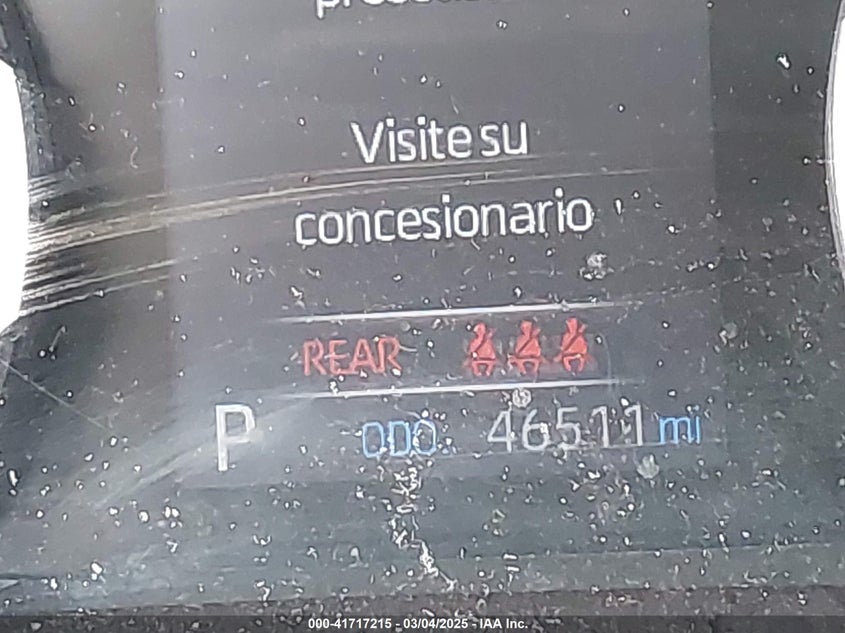 Visite su
concesionario
REAR
P ODO. 46511 mi
000-41717215 - 03/04/2025 - IAA Inc.